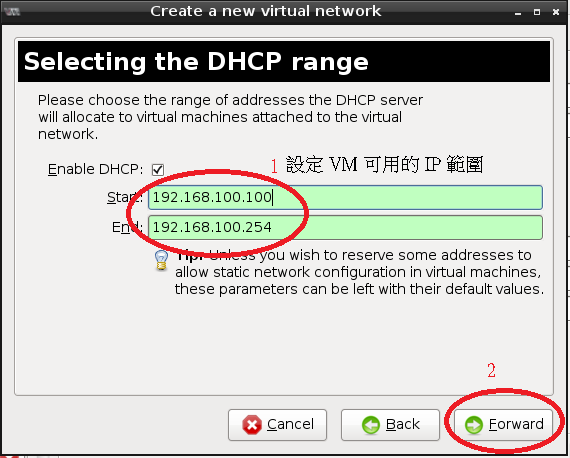 Create a new virtual network
Selecting the DHCP range
Please choose the range of addresses the DHCP server
will allocate to virtual machines attached to the virtual
network.
Enable DHCP:
1 設定 VM 可用的 IP 範圍
Start: 192.168.100.100
End: 192.168.100.254
Tip: Unless you wish to reserve some addresses to
allow static network configuration in virtual machines,
these parameters can be left with their default values.
2
Cancel
Back
Forward